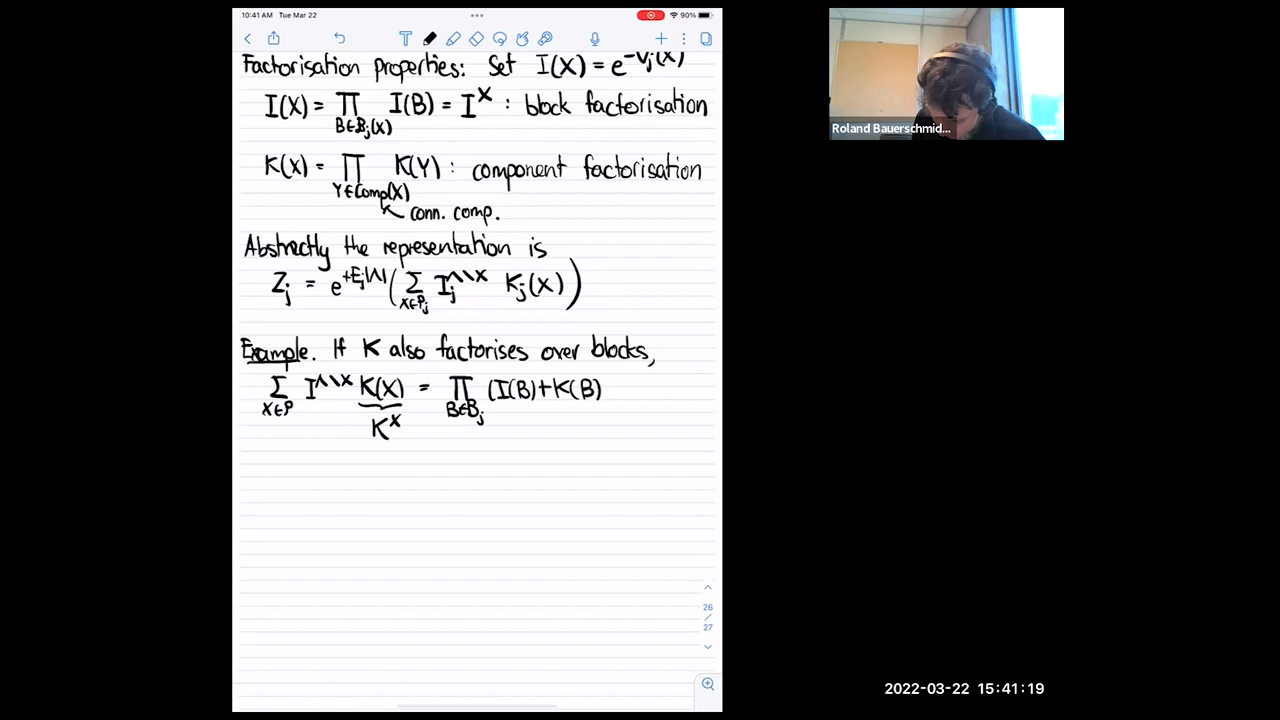 10:41 AM Tue Mar 22
90%
Factorisation properties: Set I(X) = e^{-V_j(X)}
I(X) = ∏_{B∈B_j(X)} I(B) = I^X : block factorisation
K(X) = ∏_{Y∈Comp(X)} K(Y) : component factorisation
conn. comp.
Abstractly the representation is
Z_j = e^{+E_j|Λ|} ( ∑_{X∈P_j} I_j^{Λ\X} K_j(X) )
Example. If K also factorises over blocks,
∑_{X∈P} I^{Λ\X} K(X) = ∏_{B∈B_j} (I(B)+K(B)
K^X
26
/
27
Roland Bauerschmid...
2022-03-22 15:41:19